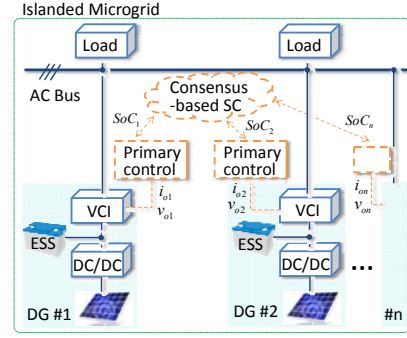 Islanded Microgrid
Load
Load
AC Bus
Consensus
-based SC
SoC1
SoC2
SoCn
Primary
control
Primary
control
io1
vo1
io2
vo2
ion
von
VCI
VCI
ESS
ESS
DC/DC
DC/DC
...
DG #1
DG #2
#n